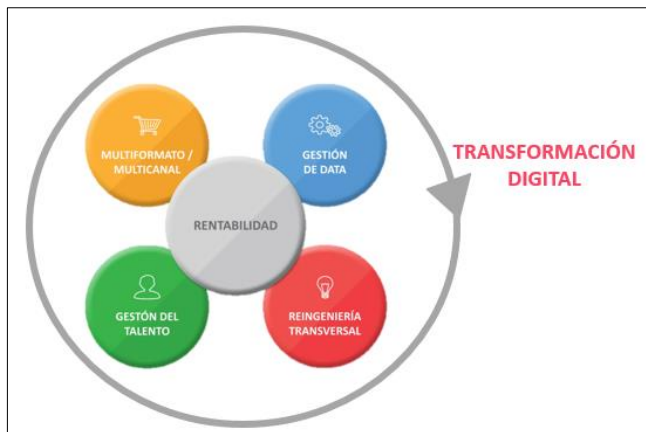 MULTIFORMATO /
MULTICANAL
GESTIÓN
DE DATA
TRANSFORMACIÓN
DIGITAL
RENTABILIDAD
GESTÓN DEL
TALENTO
REINGENIERÍA
TRANSVERSAL